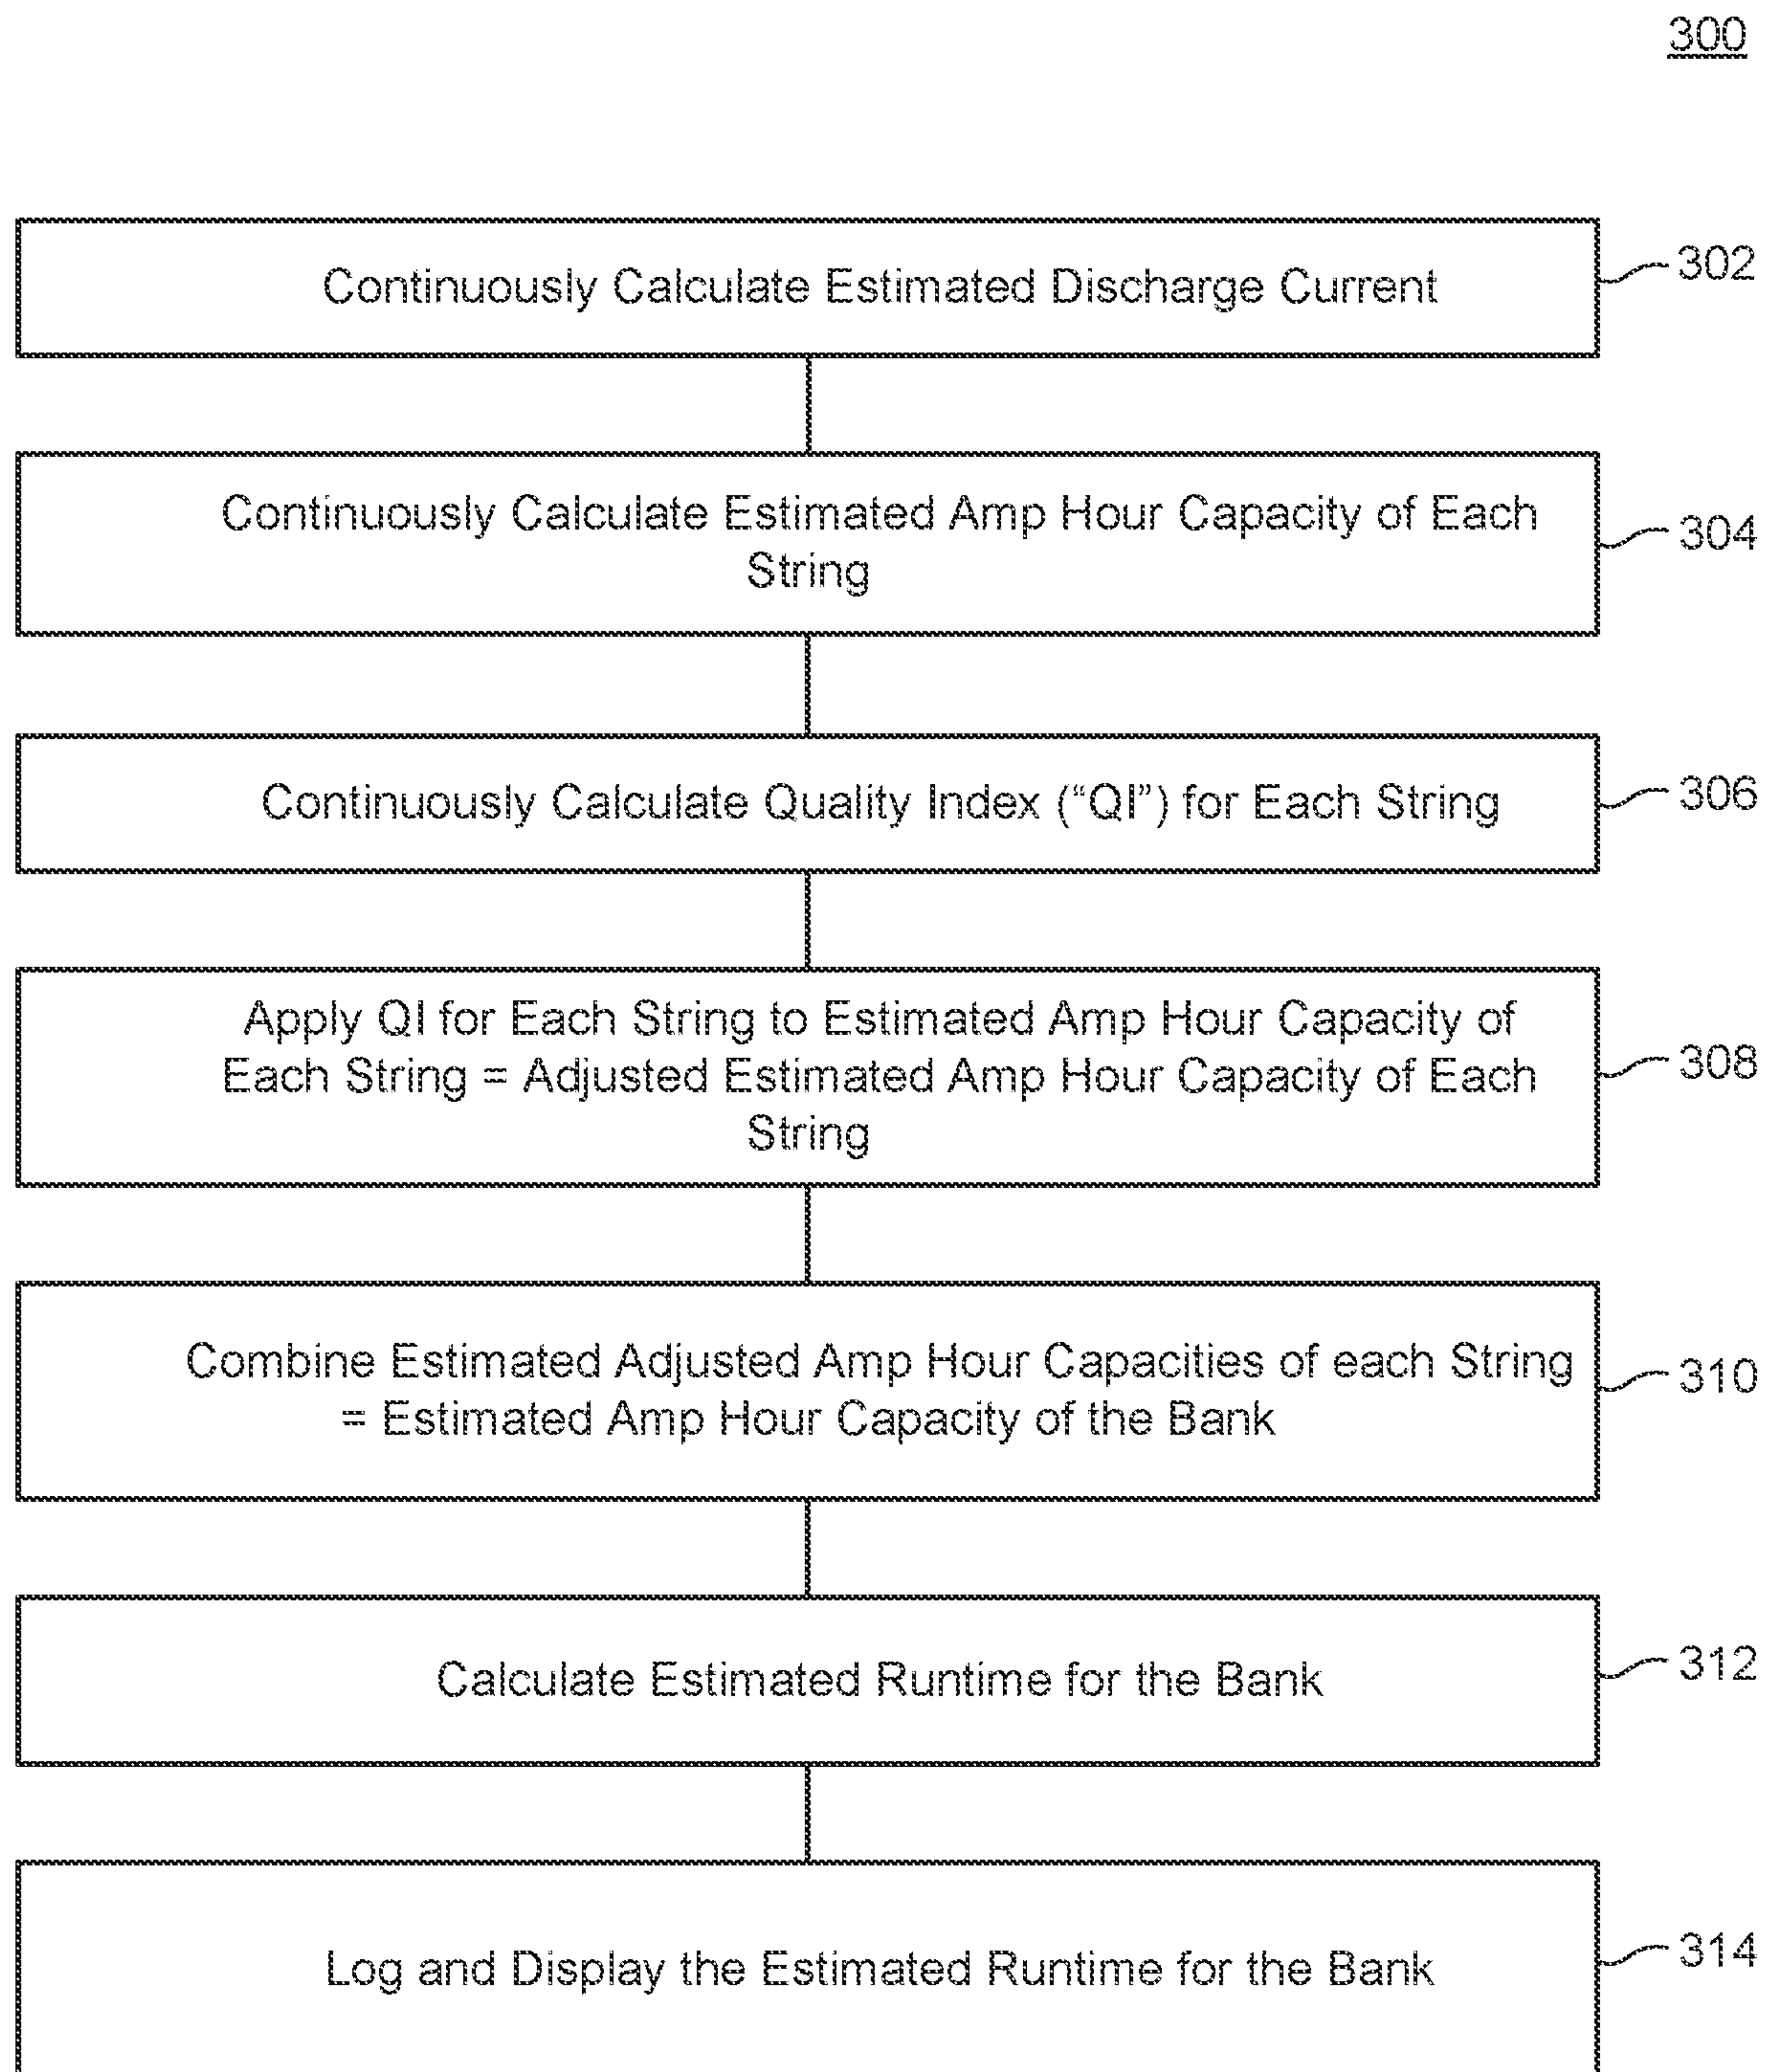 300
Continuously Calculate Estimated Discharge Current
302
Continuously Calculate Estimated Amp Hour Capacity of Each
String
304
Continuously Calculate Quality Index (“QI”) for Each String
306
Apply QI for Each String to Estimated Amp Hour Capacity of
Each String = Adjusted Estimated Amp Hour Capacity of Each
String
308
Combine Estimated Adjusted Amp Hour Capacities of each String
= Estimated Amp Hour Capacity of the Bank
310
Calculate Estimated Runtime for the Bank
312
Log and Display the Estimated Runtime for the Bank
314